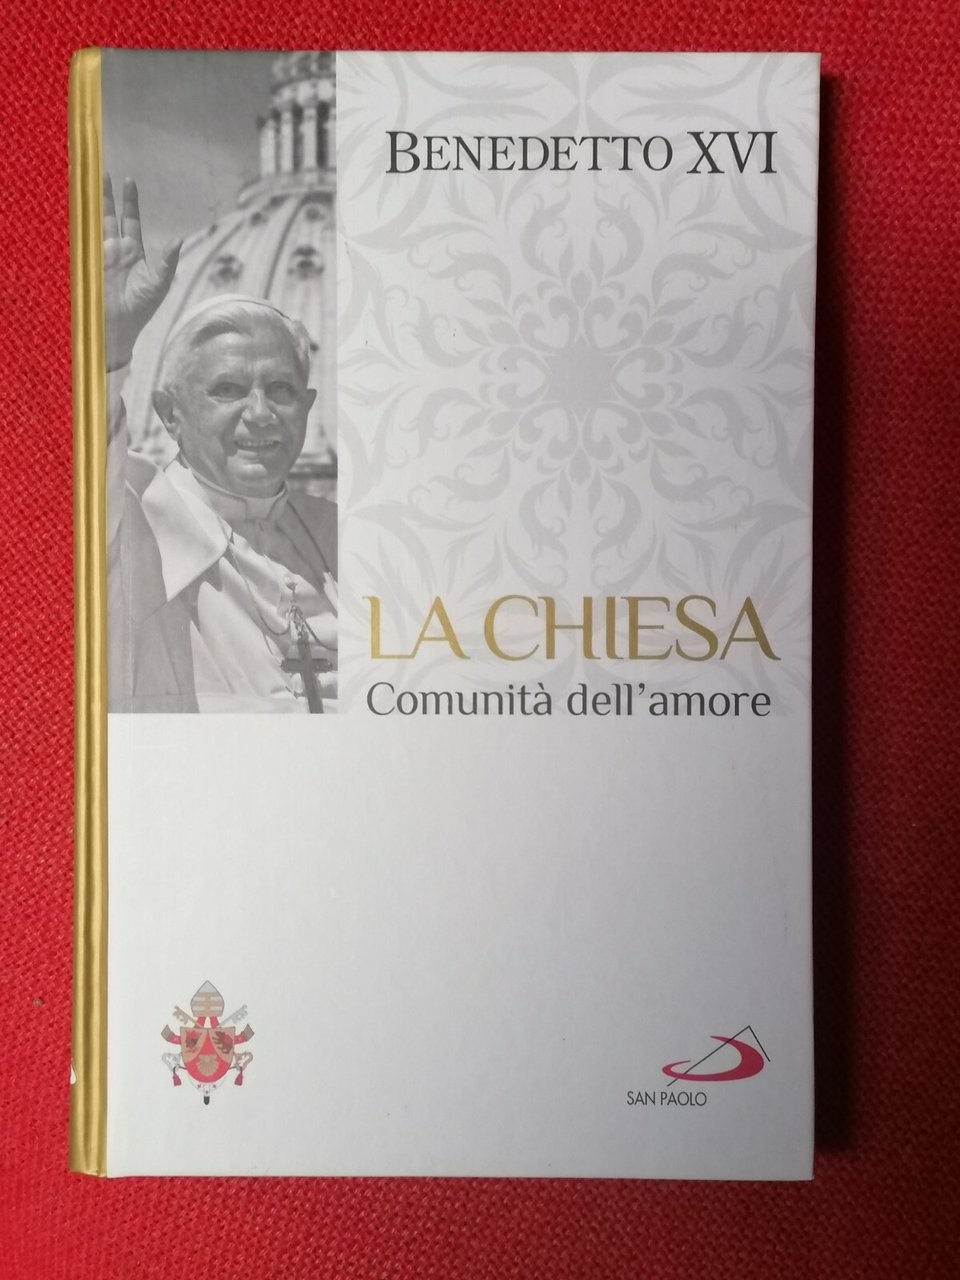 BENEDETTO XVI
LA CHIESA
Comunità dell'amore
SAN PAOLO